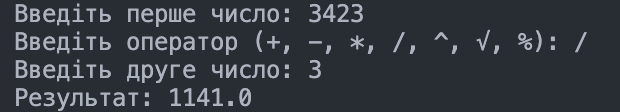 Введіть перше число: 3423
Введіть оператор (+, -, *, /, ^, √, %): /
Введіть друге число: 3
Результат: 1141.0